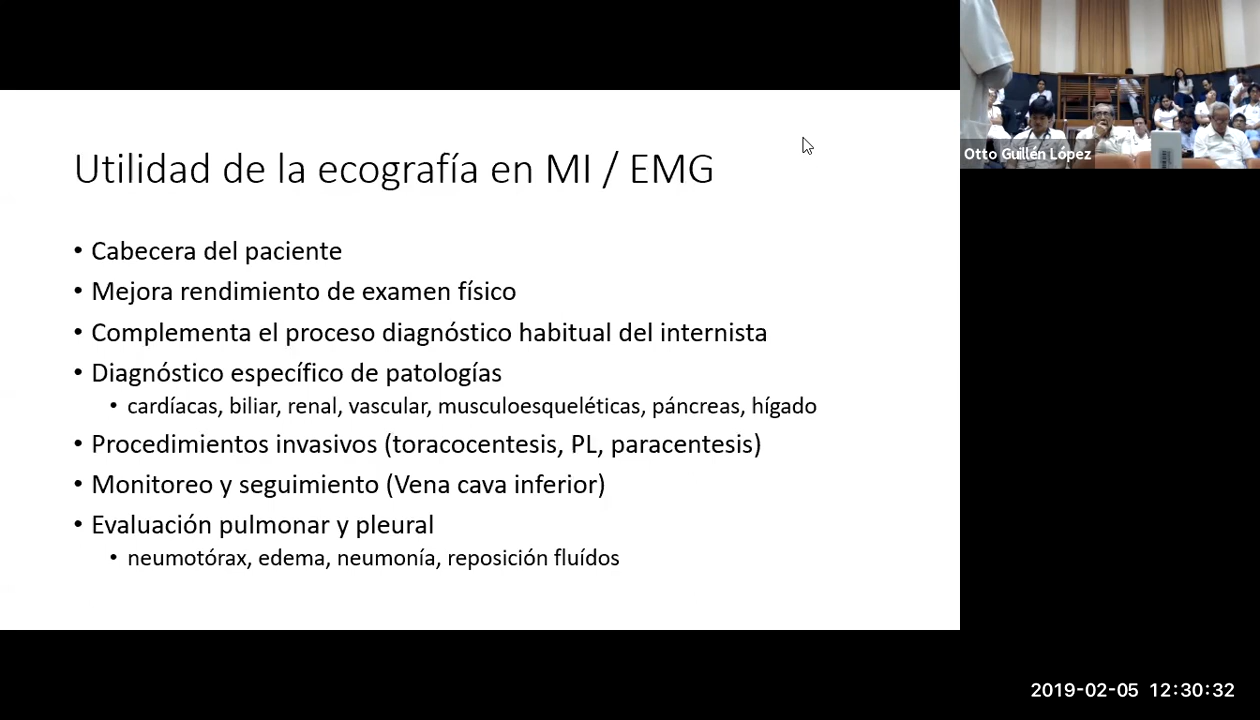 Utilidad de la ecografía en MI / EMG
• Cabecera del paciente
• Mejora rendimiento de examen físico
• Complementa el proceso diagnóstico habitual del internista
• Diagnóstico específico de patologías
• cardíacas, biliar, renal, vascular, musculoesqueléticas, páncreas, hígado
• Procedimientos invasivos (toracocentesis, PL, paracentesis)
• Monitoreo y seguimiento (Vena cava inferior)
• Evaluación pulmonar y pleural
• neumotórax, edema, neumonía, reposición fluídos
Otto Guillén López
2019-02-05 12:30:32